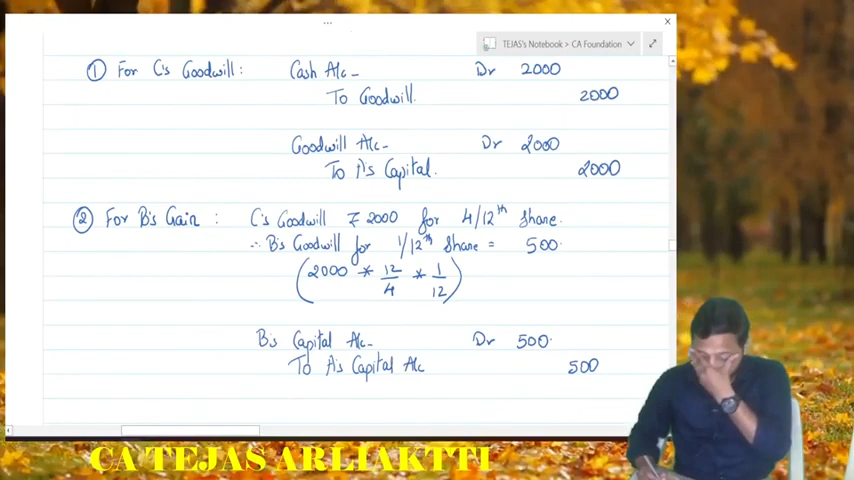 TEJAS's Notebook > CA Foundation
① For C's Goodwill: Cash A/c – Dr 2000
To Goodwill. 2000
Goodwill A/c – Dr 2000
To A's Capital. 2000
② For B's Gain : C's Goodwill ₹ 2000 for 4/12th share.
∴ B's Goodwill for 1/12th share = 500.
(2000 * 12/4 * 1/12)
B's Capital A/c – Dr 500.
To A's Capital A/c 500
CA TEJAS ARLIAKTTI